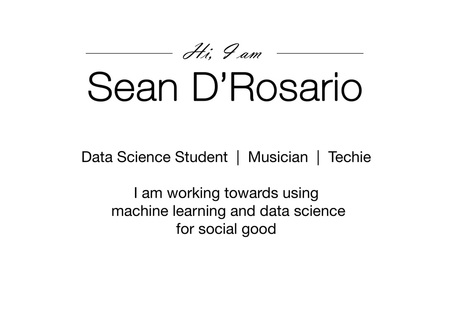 Hi, I am
Sean D’Rosario
Data Science Student | Musician | Techie
I am working towards using
machine learning and data science
for social good